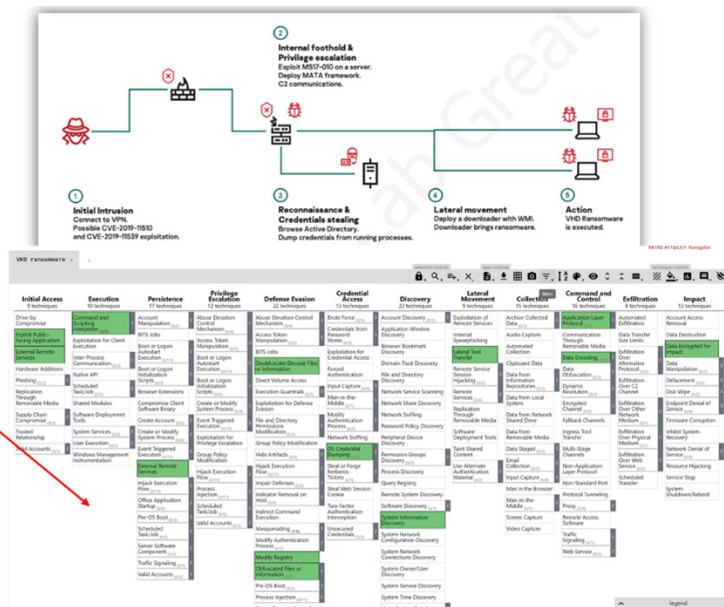 2
Internal foothold &
Privilege escalation
Exploit MS17-010 on a server.
Deploy MATA framework.
C2 communications.
1
Initial Intrusion
Connect to VPN.
Possible CVE-2019-11510
and CVE-2019-11539 exploitation.
3
Reconnaissance &
Credentials stealing
Browse Active Directory.
Dump credentials from running processes.
4
Lateral movement
Deploy a downloader with WMI.
Downloader brings ransomware.
5
Action
VHD Ransomware
is executed.
MITRE ATT&CK® Navigator
VHD ransomware
Initial Access
9 techniques
Drive-by
Compromise
Exploit Public-
Facing Application
External Remote
Services
Hardware Additions
Phishing
Replication
Through
Removable Media
Supply Chain
Compromise
Trusted
Relationship
Valid Accounts
Execution
10 techniques
Command and
Scripting
Interpreter
Exploitation for Client
Execution
Inter-Process
Communication
Native API
Scheduled
Task/Job
Shared Modules
Software Deployment
Tools
System Services
User Execution
Windows Management
Instrumentation
Persistence
17 techniques
Account
Manipulation
BITS Jobs
Boot or Logon
Autostart
Execution
Boot or Logon
Initialization
Scripts
Browser Extensions
Compromise Client
Software Binary
Create Account
Create or Modify
System Process
Event Triggered
Execution
External Remote
Services
Hijack Execution
Flow
Office Application
Startup
Pre-OS Boot
Scheduled
Task/Job
Server Software
Component
Traffic Signaling
Valid Accounts
Privilege
Escalation
12 techniques
Abuse Elevation
Control
Mechanism
Access Token
Manipulation
Boot or Logon
Autostart
Execution
Boot or Logon
Initialization
Scripts
Create or Modify
System Process
Event Triggered
Execution
Exploitation for
Privilege Escalation
Group Policy
Modification
Hijack Execution
Flow
Process
Injection
Scheduled
Task/Job
Valid Accounts
Defense Evasion
32 techniques
Abuse Elevation Control
Mechanism
Access Token
Manipulation
BITS Jobs
Deobfuscate/Decode Files
or Information
Direct Volume Access
Execution Guardrails
Exploitation for Defense
Evasion
File and Directory
Permissions
Modification
Group Policy Modification
Hide Artifacts
Hijack Execution
Flow
Impair Defenses
Indicator Removal on
Host
Indirect Command
Execution
Masquerading
Modify Authentication
Process
Modify Registry
Obfuscated Files or
Information
Pre-OS Boot
Process Injection
Credential
Access
13 techniques
Brute Force
Credentials from
Password
Stores
Exploitation for
Credential Access
Forced
Authentication
Input Capture
Man-in-the-
Middle
Modify
Authentication
Process
Network Sniffing
OS Credential
Dumping
Steal or Forge
Kerberos
Tickets
Steal Web Session
Cookie
Two-Factor
Authentication
Interception
Unsecured
Credentials
Discovery
22 techniques
Account Discovery
Application Window
Discovery
Browser Bookmark
Discovery
Domain Trust Discovery
File and Directory
Discovery
Network Service Scanning
Network Share Discovery
Network Sniffing
Password Policy Discovery
Peripheral Device
Discovery
Permission Groups
Discovery
Process Discovery
Query Registry
Remote System Discovery
Software Discovery
System Information
Discovery
System Network
Configuration Discovery
System Network
Connections Discovery
System Owner/User
Discovery
System Service Discovery
System Time Discovery
Lateral
Movement
9 techniques
Exploitation of
Remote Services
Internal
Spearphishing
Lateral Tool
Transfer
Remote Service
Session
Hijacking
Remote
Services
Replication
Through
Removable Media
Software
Deployment Tools
Taint Shared
Content
Use Alternate
Authentication
Material
Collection
Archive Collected
Data
Audio Capture
Automated
Collection
Clipboard Data
Data from
Information
Repositories
Data from Local
System
Data from Network
Shared Drive
Data from
Removable Media
Data Staged
Email
Collection
Input Capture
Man in the Browser
Man-in-the-
Middle
Screen Capture
Video Capture
Command and
Control
16 techniques
Application Layer
Protocol
Communication
Through
Removable Media
Data Encoding
Data
Obfuscation
Dynamic
Resolution
Encrypted
Channel
Fallback Channels
Ingress Tool
Transfer
Multi-Stage
Channels
Non-Application
Layer Protocol
Non-Standard Port
Protocol Tunneling
Proxy
Remote Access
Software
Traffic
Signaling
Web Service
Exfiltration
8 techniques
Automated
Exfiltration
Data Transfer
Size Limits
Exfiltration
Over
Alternative
Protocol
Exfiltration
Over C2
Channel
Exfiltration
Over Other
Network
Medium
Exfiltration
Over Physical
Medium
Exfiltration
Over Web
Service
Scheduled
Transfer
Impact
13 techniques
Account Access
Removal
Data Destruction
Data Encrypted for
Impact
Data
Manipulation
Defacement
Disk Wipe
Endpoint Denial of
Service
Firmware Corruption
Inhibit System
Recovery
Network Denial of
Service
Resource Hijacking
Service Stop
System
Shutdown/Reboot
legend